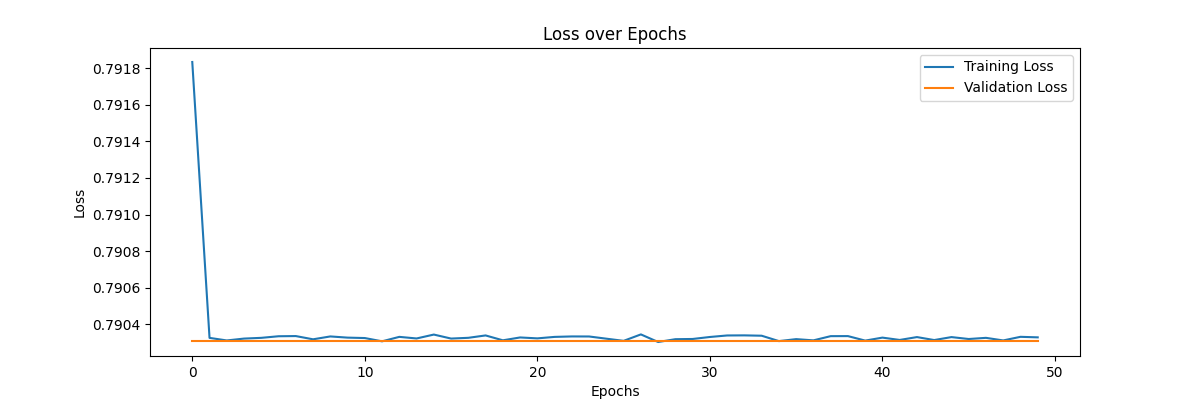 Loss over Epochs
0.7918
0.7916
0.7914
0.7912
0.7910
0.7908
0.7906
0.7904
Loss
Training Loss
Validation Loss
0 10 20 30 40 50
Epochs